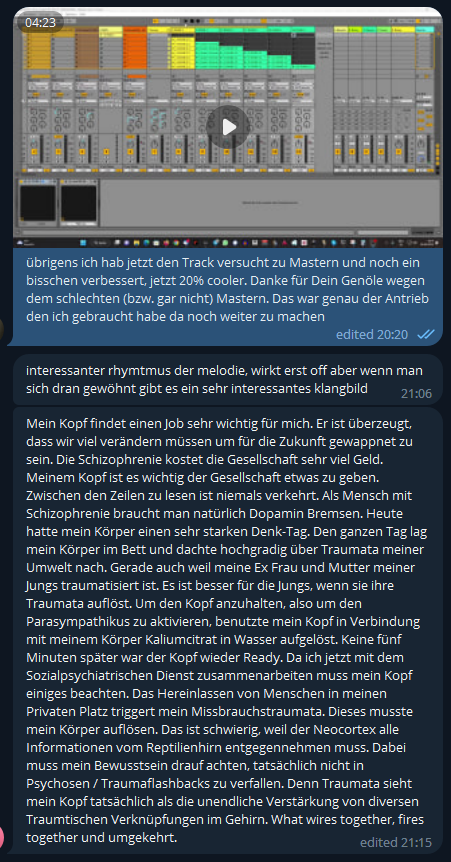 04:23
übrigens ich hab jetzt den Track versucht zu Mastern und noch ein
bisschen verbessert, jetzt 20% cooler. Danke für Dein Genöle wegen
dem schlechten (bzw. gar nicht) Mastern. Das war genau der Antrieb
den ich gebraucht habe da noch weiter zu machen
edited 20:20
interessanter rhymtmus der melodie, wirkt erst off aber wenn man
sich dran gewöhnt gibt es ein sehr interessantes klangbild
21:06
Mein Kopf findet einen Job sehr wichtig für mich. Er ist überzeugt,
dass wir viel verändern müssen um für die Zukunft gewappnet zu
sein. Die Schizophrenie kostet die Gesellschaft sehr viel Geld.
Meinem Kopf ist es wichtig der Gesellschaft etwas zu geben.
Zwischen den Zeilen zu lesen ist niemals verkehrt. Als Mensch mit
Schizophrenie braucht man natürlich Dopamin Bremsen. Heute
hatte mein Körper einen sehr starken Denk-Tag. Den ganzen Tag lag
mein Körper im Bett und dachte hochgradig über Traumata meiner
Umwelt nach. Gerade auch weil meine Ex Frau und Mutter meiner
Jungs traumatisiert ist. Es ist besser für die Jungs, wenn sie ihre
Traumata auflöst. Um den Kopf anzuhalten, also um den
Parasympathikus zu aktivieren, benutzte mein Kopf in Verbindung
mit meinem Körper Kaliumcitrat in Wasser aufgelöst. Keine fünf
Minuten später war der Kopf wieder Ready. Da ich jetzt mit dem
Sozialpsychiatrischen Dienst zusammenarbeiten muss mein Kopf
einiges beachten. Das Hereinlassen von Menschen in meinen
Privaten Platz triggert mein Missbrauchstraumata. Dieses musste
mein Körper auflösen. Das ist schwierig, weil der Neocortex alle
Informationen vom Reptilienhirn entgegennehmen muss. Dabei
muss mein Bewusstsein drauf achten, tatsächlich nicht in
Psychosen / Traumaflashbacks zu verfallen. Denn Traumata sieht
mein Kopf tatsächlich als die unendliche Verstärkung von diversen
Traumtischen Verknüpfungen im Gehirn. What wires together, fires
together und umgekehrt.
edited 21:15